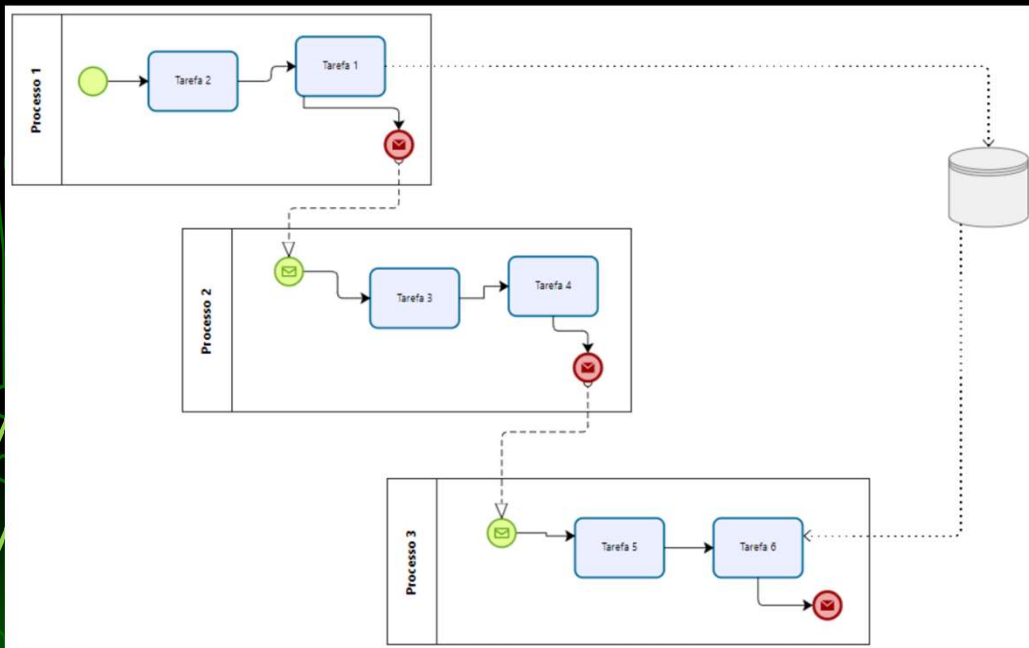 Processo 1
Tarefa 2
Tarefa 1
Processo 2
Tarefa 3
Tarefa 4
Processo 3
Tarefa 5
Tarefa 6